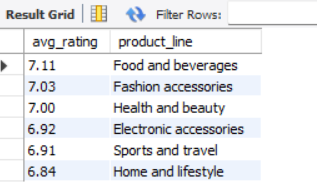 Result Grid Filter Rows:
avg_rating product_line
7.11 Food and beverages
7.03 Fashion accessories
7.00 Health and beauty
6.92 Electronic accessories
6.91 Sports and travel
6.84 Home and lifestyle